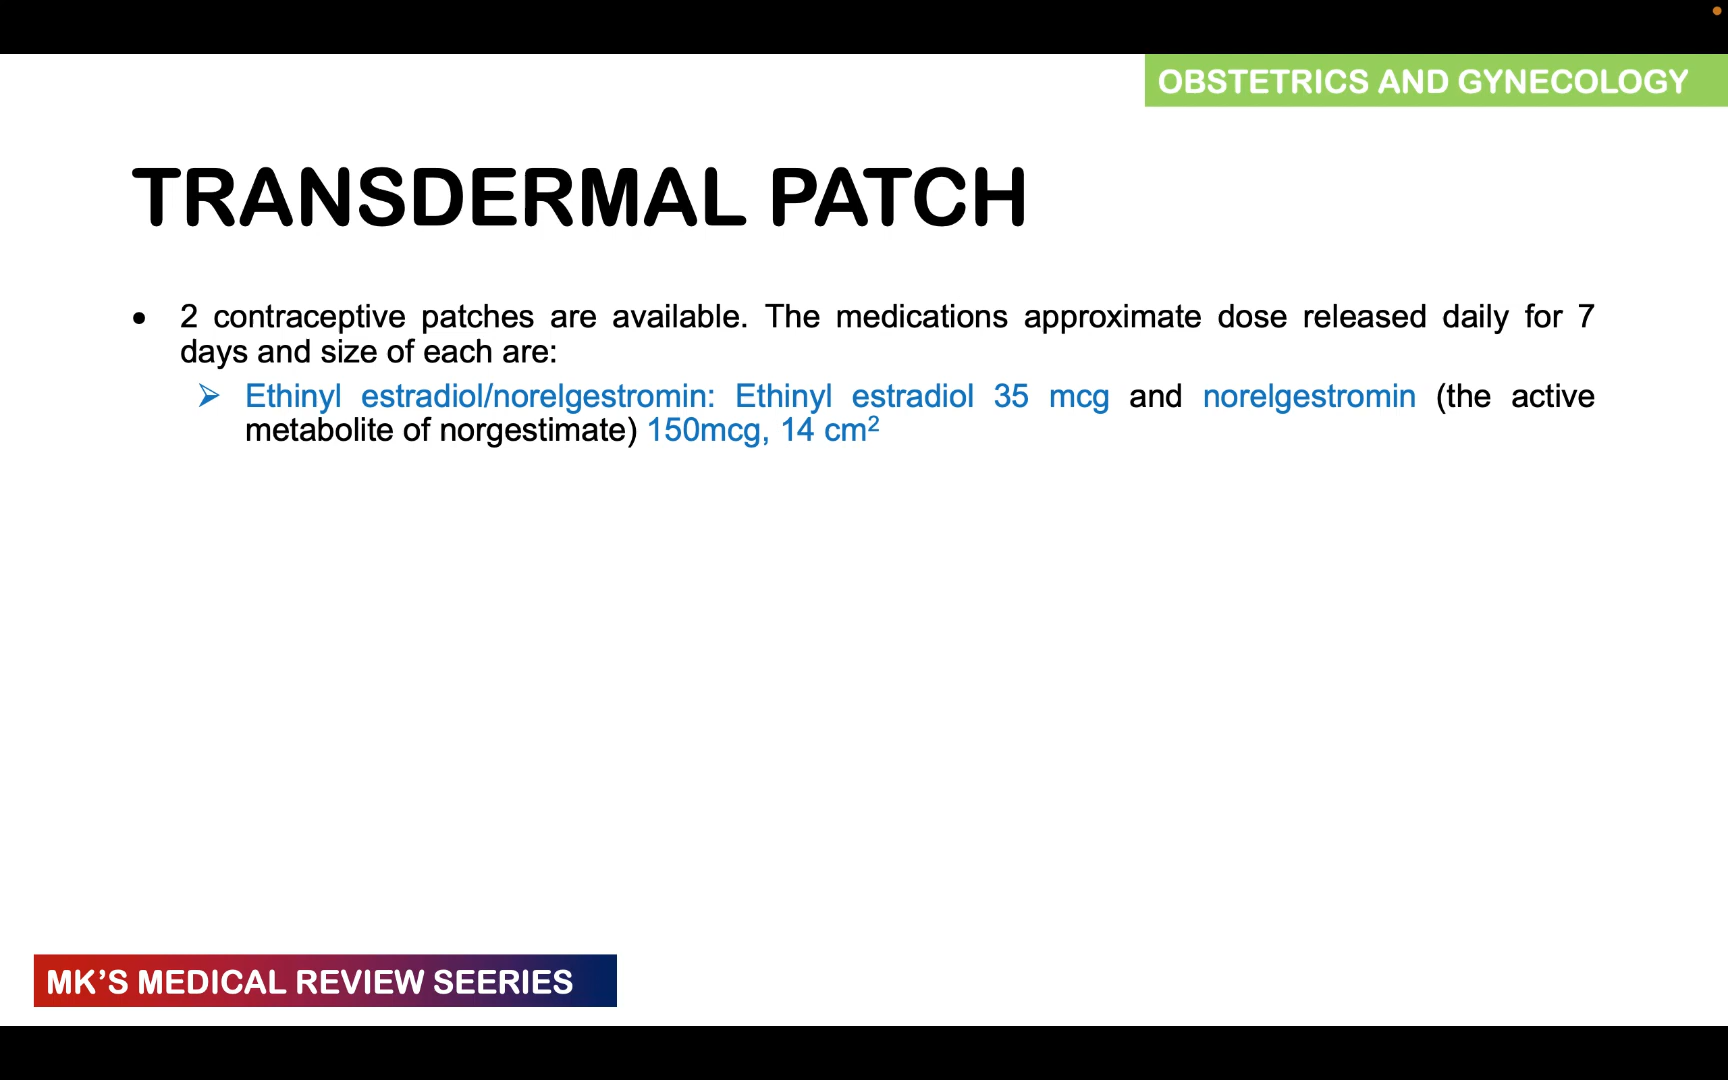 OBSTETRICS AND GYNECOLOGY
TRANSDERMAL PATCH
• 2 contraceptive patches are available. The medications approximate dose released daily for 7
days and size of each are:
➢ Ethinyl estradiol/norelgestromin: Ethinyl estradiol 35 mcg and norelgestromin (the active
metabolite of norgestimate) 150mcg, 14 cm²
MK’S MEDICAL REVIEW SEERIES